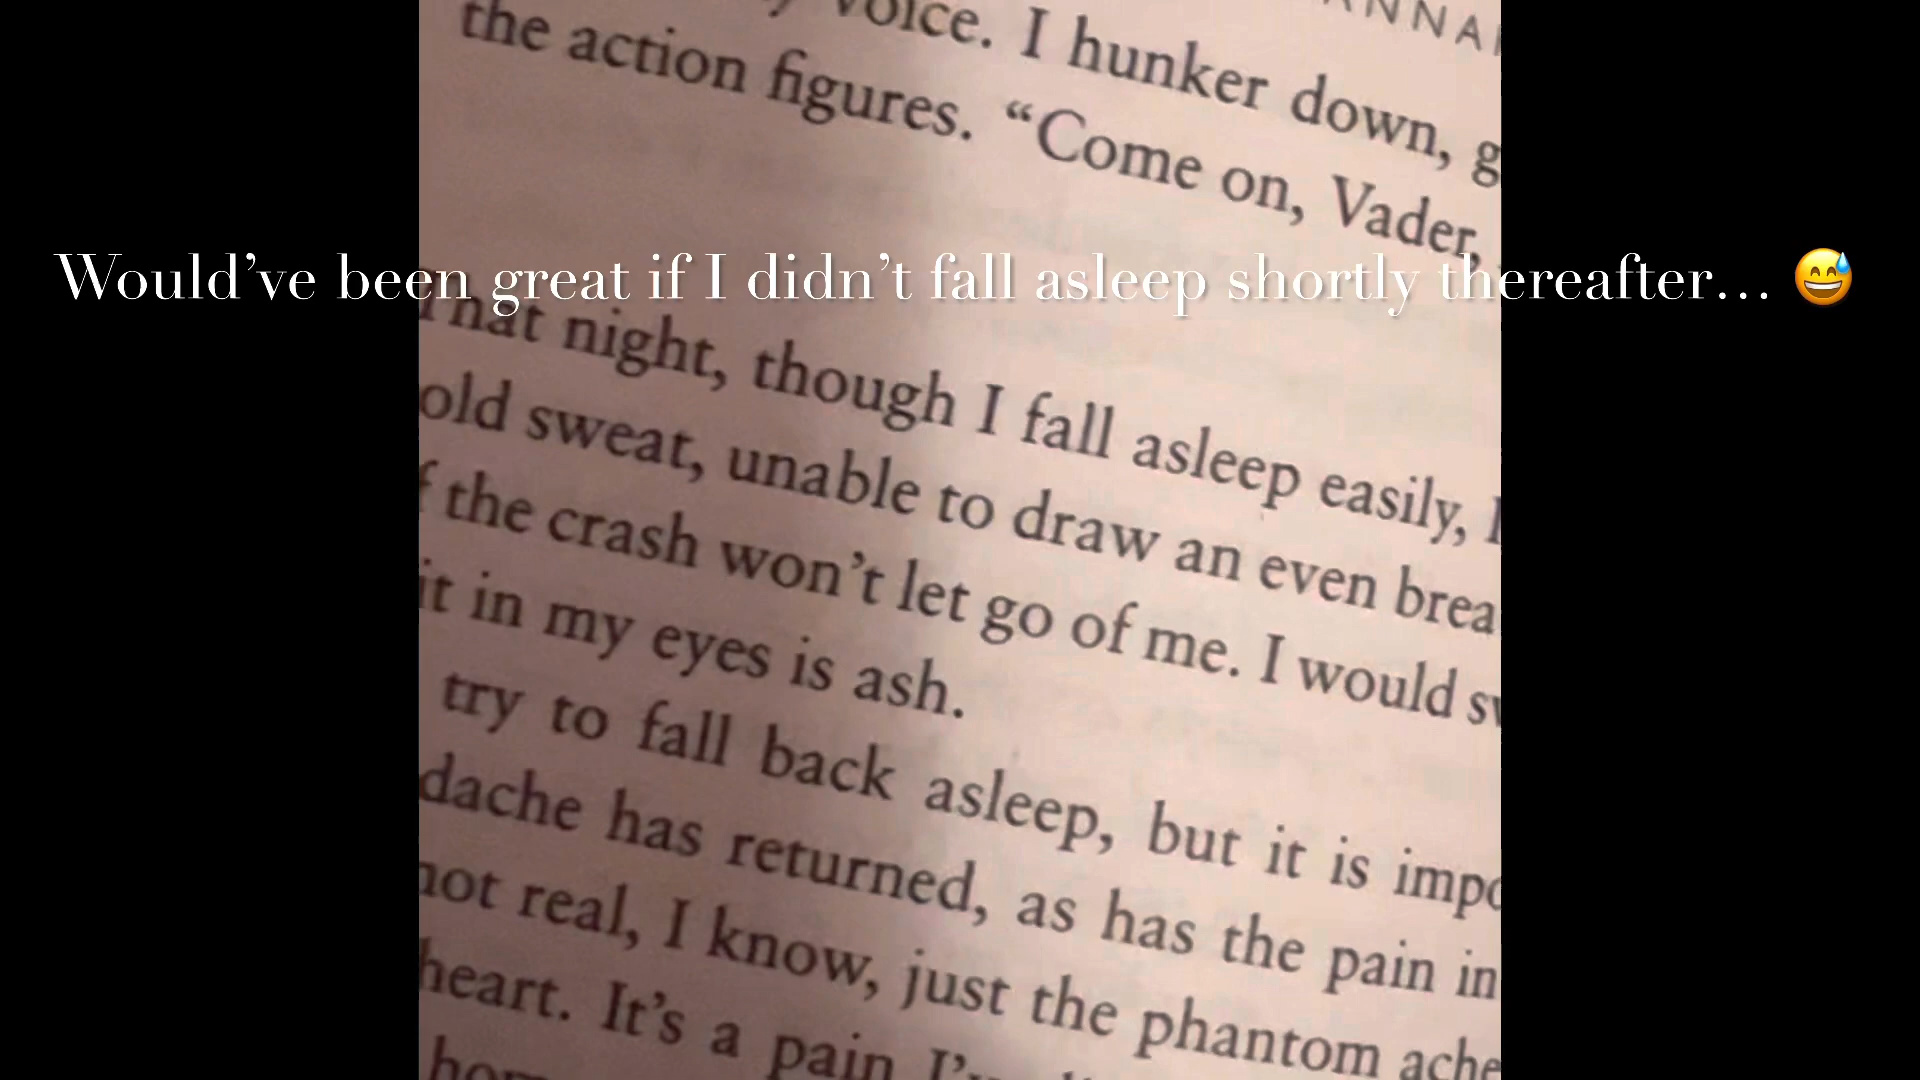 voice. I hunker down,
the action figures. “Come on, Vader,
Would’ve been great if I didn’t fall asleep shortly thereafter... 😅
That night, though I fall asleep easily, I
old sweat, unable to draw an even brea
f the crash won’t let go of me. I would
it in my eyes is ash.
try to fall back asleep, but it is impo
dache has returned, as has the pain in
not real, I know, just the phantom ache
heart. It’s a pain